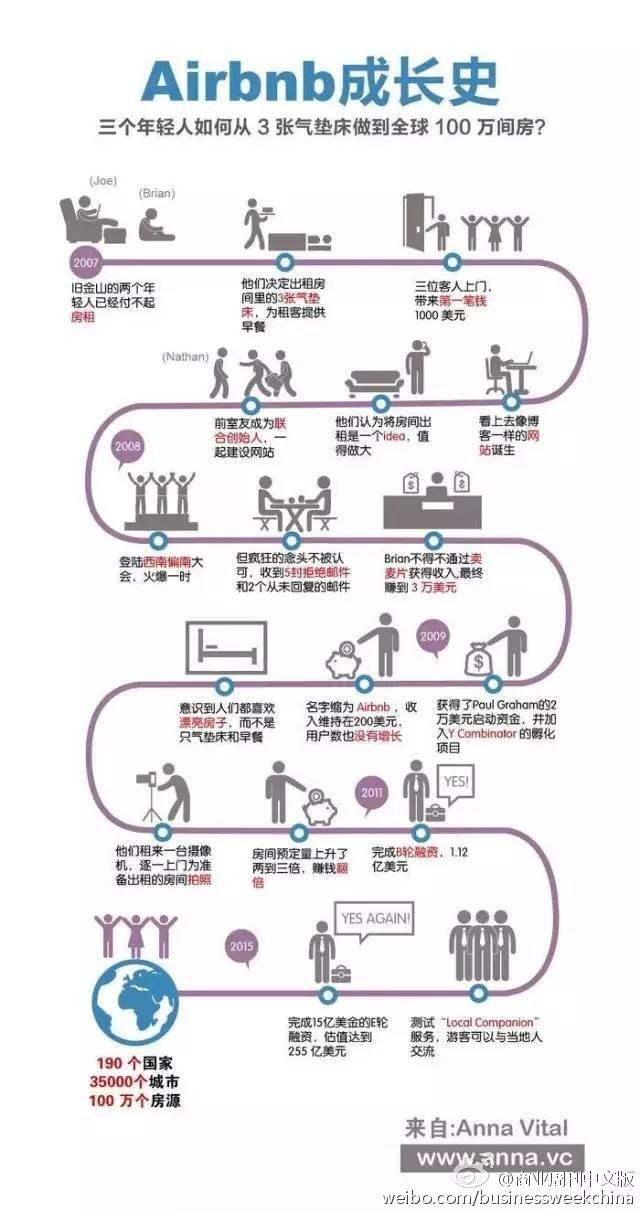 Airbnb成长史
三个年轻人如何从 3 张气垫床做到全球 100 万间房?
(Joe)
(Brian)
2007
旧金山的两个年
轻人已经付不起
房租
他们决定出租房
间里的3张气垫
床，为租客提供
早餐
三位客人上门，
带来第一笔钱
1000 美元
看上去像博
客一样的网
站诞生
他们认为将房间出
租是一个idea，值
得做大
(Nathan)
前室友成为联
合创始人，一
起建设网站
2008
登陆西南偏南大
会，火爆一时
但疯狂的念头不被认
可，收到5封拒绝邮件
和2个从未回复的邮件
$
$
Brian不得不通过卖
麦片获得收入,最终
赚到 3 万美元
2009
$
获得了Paul Graham的2
万美元启动资金，并加
入Y Combinator 的孵化
项目
名字缩为 Airbnb ，收
入维持在200美元，
用户数也没有增长
意识到人们都喜欢
漂亮房子，而不是
只气垫床和早餐
他们租来一台摄像
机，逐一上门为准
备出租的房间拍照
房间预定量上升了
两到三倍，赚钱翻
倍
2011
YES!
完成B轮融资，1.12
亿美元
测试“Local Companion”
服务，游客可以与当地人
交流
YES AGAIN!
完成15亿美金的E轮
融资，估值达到
255 亿美元
2015
190 个国家
35000个城市
100 万个房源
来自:Anna Vital
www.anna.vc
@商业周刊中文版
weibo.com/businessweekchina